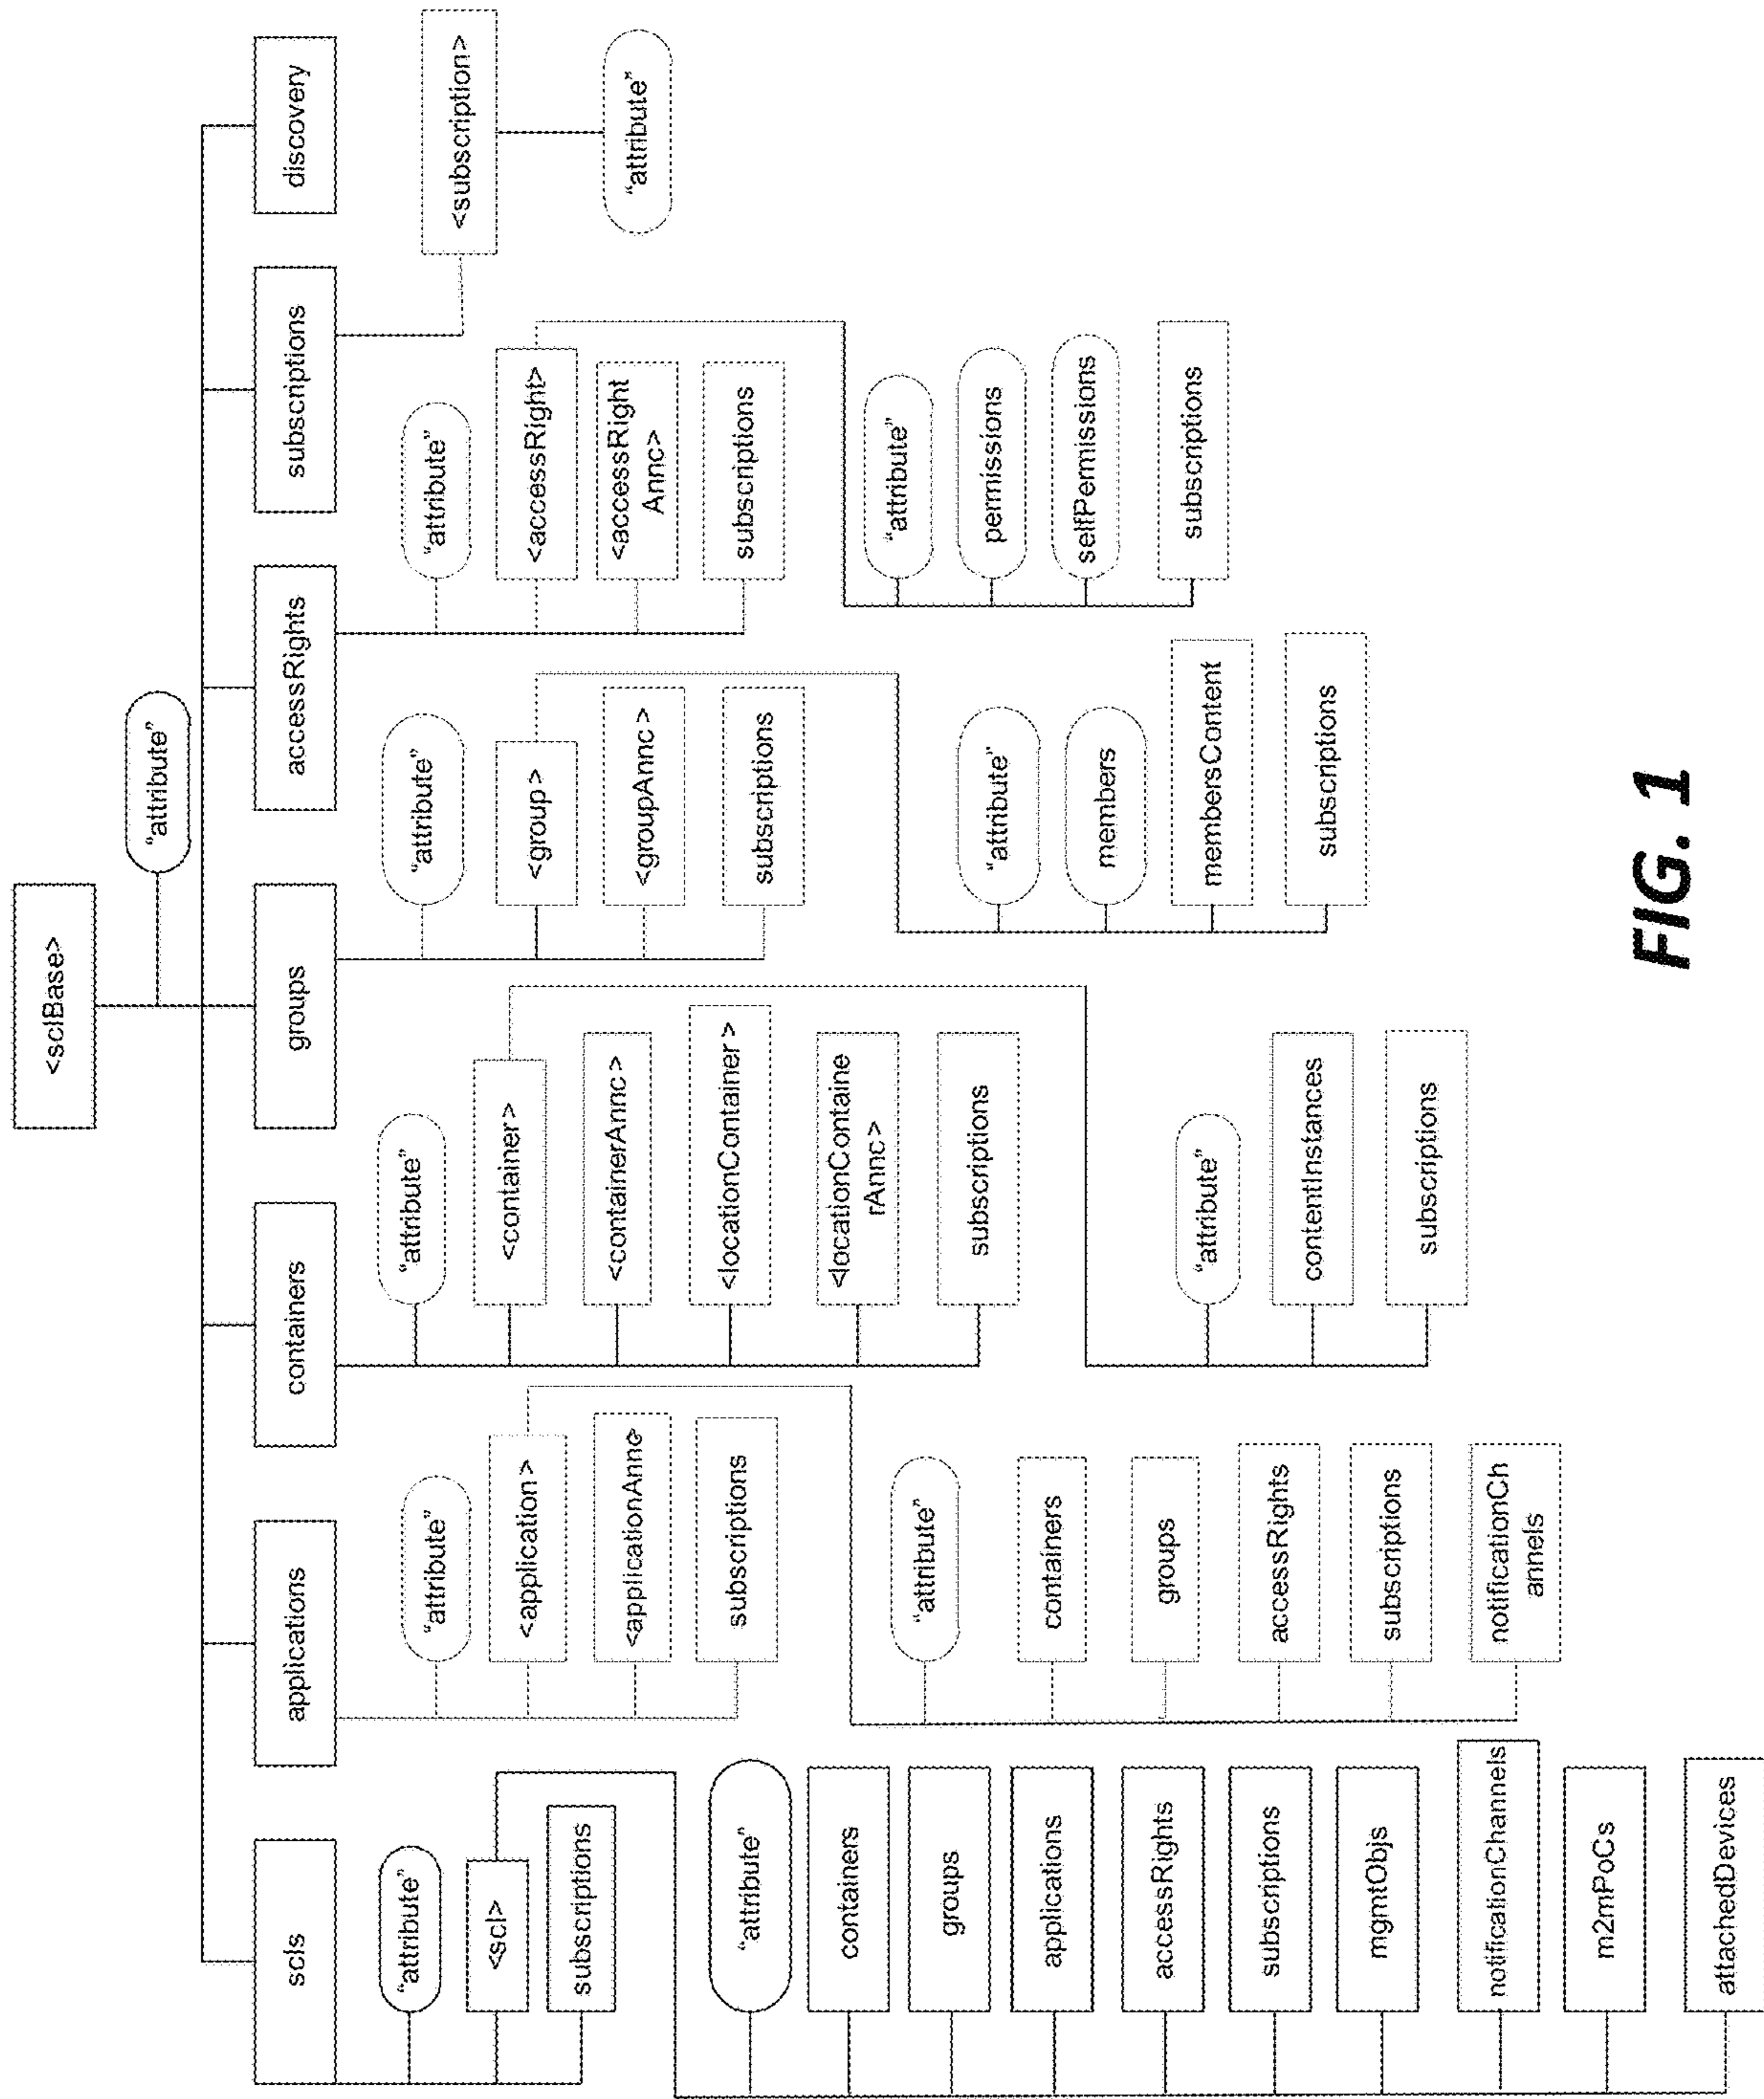 <sclBase>
“attribute”
scls
applications
containers
groups
accessRights
subscriptions
discovery
“attribute”
<scl>
subscriptions
“attribute”
containers
groups
applications
accessRights
subscriptions
mgmtObjs
notificationChannels
m2mPoCs
attachedDevices
“attribute”
<application>
<applicationAnnc
subscriptions
“attribute”
containers
groups
accessRights
subscriptions
notificationCh
annels
“attribute”
<container>
<containerAnnc>
<locationContainer>
<locationContaine
rAnnc>
subscriptions
“attribute”
contentInstances
subscriptions
“attribute”
<group>
<groupAnnc>
subscriptions
“attribute”
members
membersContent
subscriptions
“attribute”
<accessRight>
<accessRight
Annc>
subscriptions
“attribute”
permissions
selfPermissions
subscriptions
<subscription>
“attribute”
FIG. 1